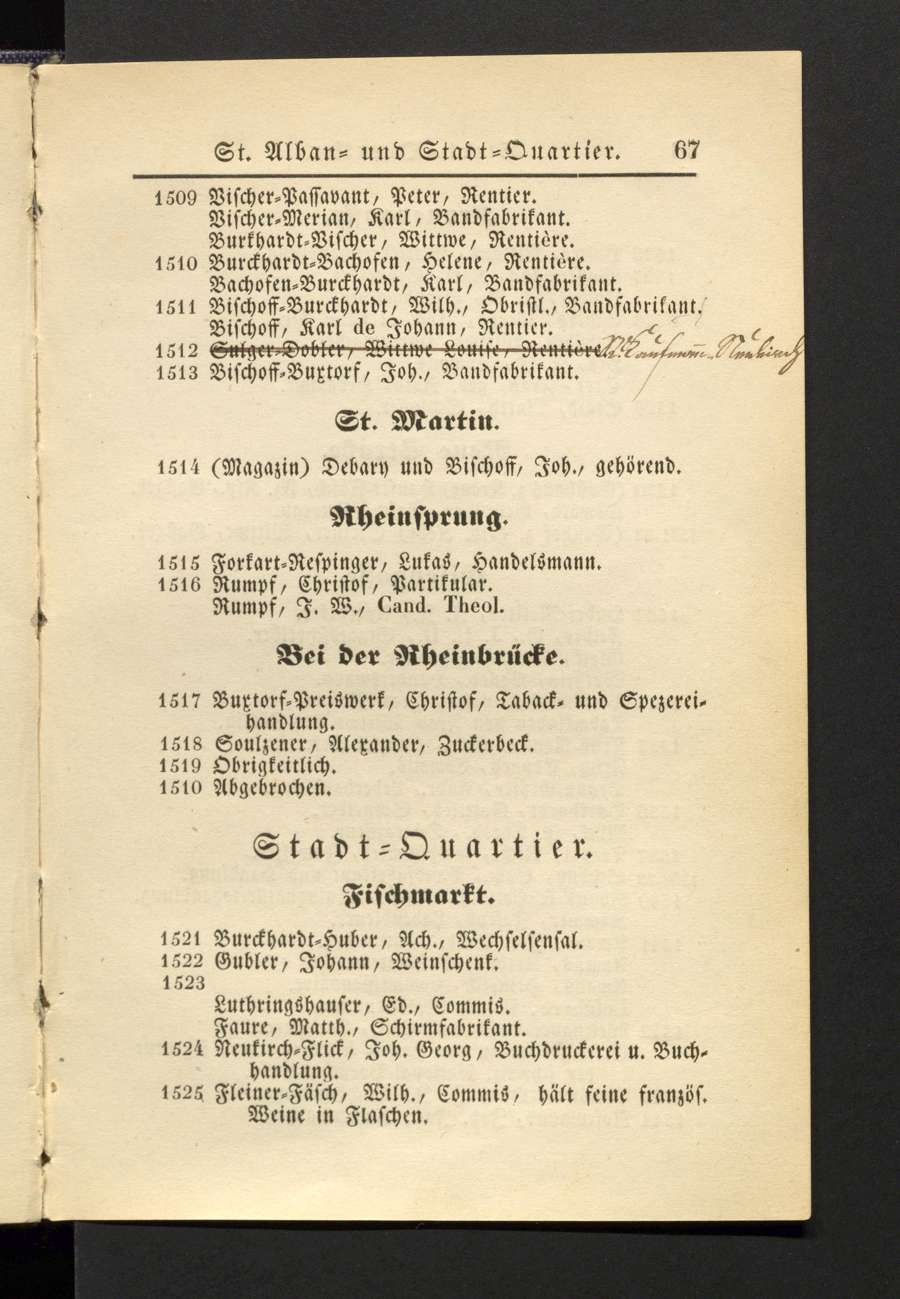 St. Alban- und Stadt-Quartier. 67
1509 Vischer-Passavant, Peter, Rentier.
Vischer-Merian, Karl, Bandfabrikant.
Burkhardt-Vischer, Wittwe, Rentière.
1510 Burckhardt-Bachofen, Helene, Rentière.
Bachofen-Burckhardt, Karl, Bandfabrikant.
1511 Bischoff-Burckhardt, Wilh., Obristl., Bandfabrikant.
Bischoff, Karl de Johann, Rentier.
1512 Sulger-Dobler, Wittwe Louise, Rentière Kaufmann-Neukirch
1513 Bischoff-Buxtorf, Joh., Bandfabrikant.
St. Martin.
1514 (Magazin) Debary und Bischoff, Joh., gehörend.
Rheinsprung.
1515 Forkart-Respinger, Lukas, Handelsmann.
1516 Rumpf, Christof, Partikular.
Rumpf, J. W., Cand. Theol.
Bei der Rheinbrücke.
1517 Buxtorf-Preiswerk, Christof, Taback- und Spezerei-
handlung.
1518 Soulzener, Alexander, Zuckerbeck.
1519 Obrigkeitlich.
1510 Abgebrochen.
Stadt-Quartier.
Fischmarkt.
1521 Burckhardt-Huber, Ach., Wechselsensal.
1522 Gubler, Johann, Weinschenk.
1523
Luthringshauser, Ed., Commis.
Faure, Matth., Schirmfabrikant.
1524 Neukirch-Flick, Joh. Georg, Buchdruckerei u. Buch-
handlung.
1525 Fleiner-Fäsch, Wilh., Commis, hält feine französ.
Weine in Flaschen.